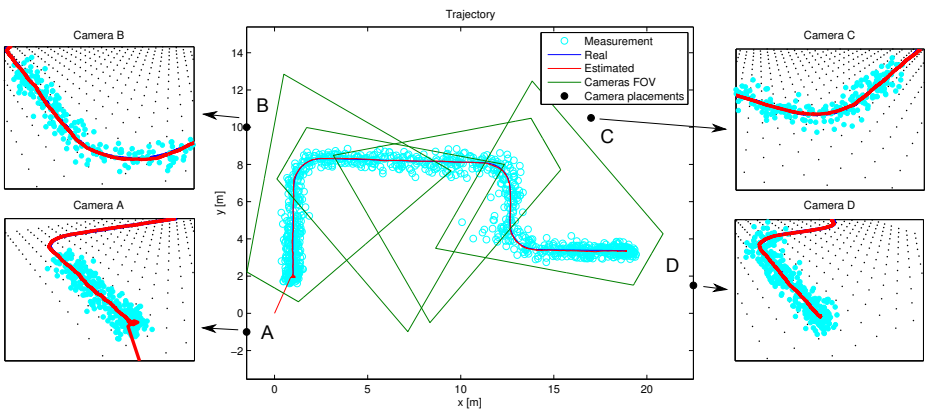 Trajectory
Camera B
Camera C
Camera A
Camera D
Measurement
Real
Estimated
Cameras FOV
Camera placements
B
C
A
D
14
12
10
8
6
4
2
0
−2
y [m]
0
5
10
15
20
x [m]